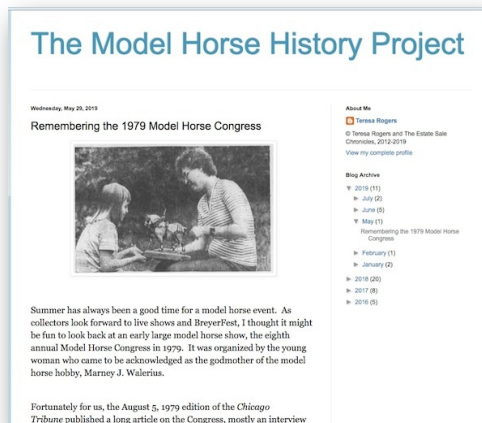 The Model Horse History Project
Wednesday, May 29, 2019
Remembering the 1979 Model Horse Congress
Summer has always been a good time for a model horse event. As
collectors look forward to live shows and BreyerFest, I thought it might
be fun to look back at an early large model horse show, the eighth
annual Model Horse Congress in 1979. It was organized by the young
woman who came to be acknowledged as the godmother of the model
horse hobby, Marney J. Walerius.
Fortunately for us, the August 5, 1979 edition of the Chicago
Tribune published a long article on the Congress, mostly an interview
About Me
Teresa Rogers
© Teresa Rogers and The Estate Sale
Chronicles, 2012-2019
View my complete profile
Blog Archive
▼ 2019 (11)
► July (2)
► June (5)
▼ May (1)
Remembering the 1979 Model Horse
Congress
► February (1)
► January (2)
► 2018 (20)
► 2017 (8)
► 2016 (5)